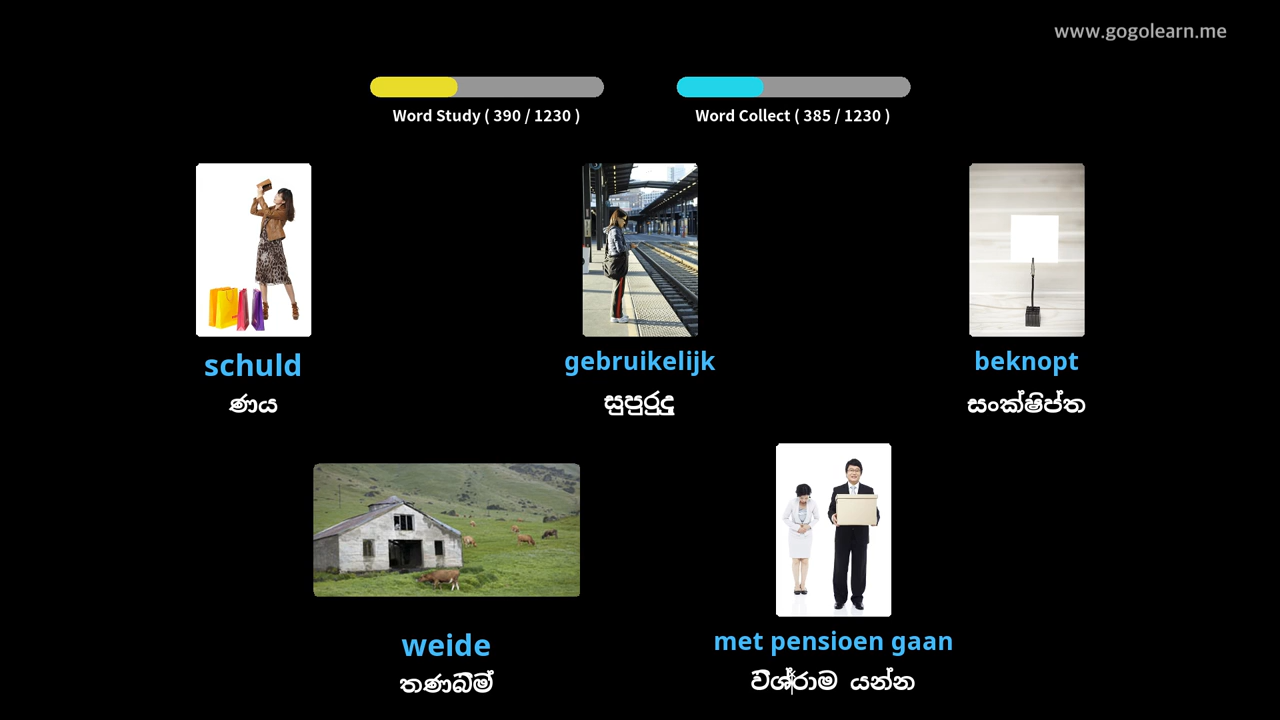 www.gogolearn.me
Word Study ( 390 / 1230 )
Word Collect ( 385 / 1230 )
schuld
ණය
gebruikelijk
සුපුරුදු
beknopt
සංක්ෂිප්ත
weide
තණබිම්
met pensioen gaan
විශ්රාම යන්න